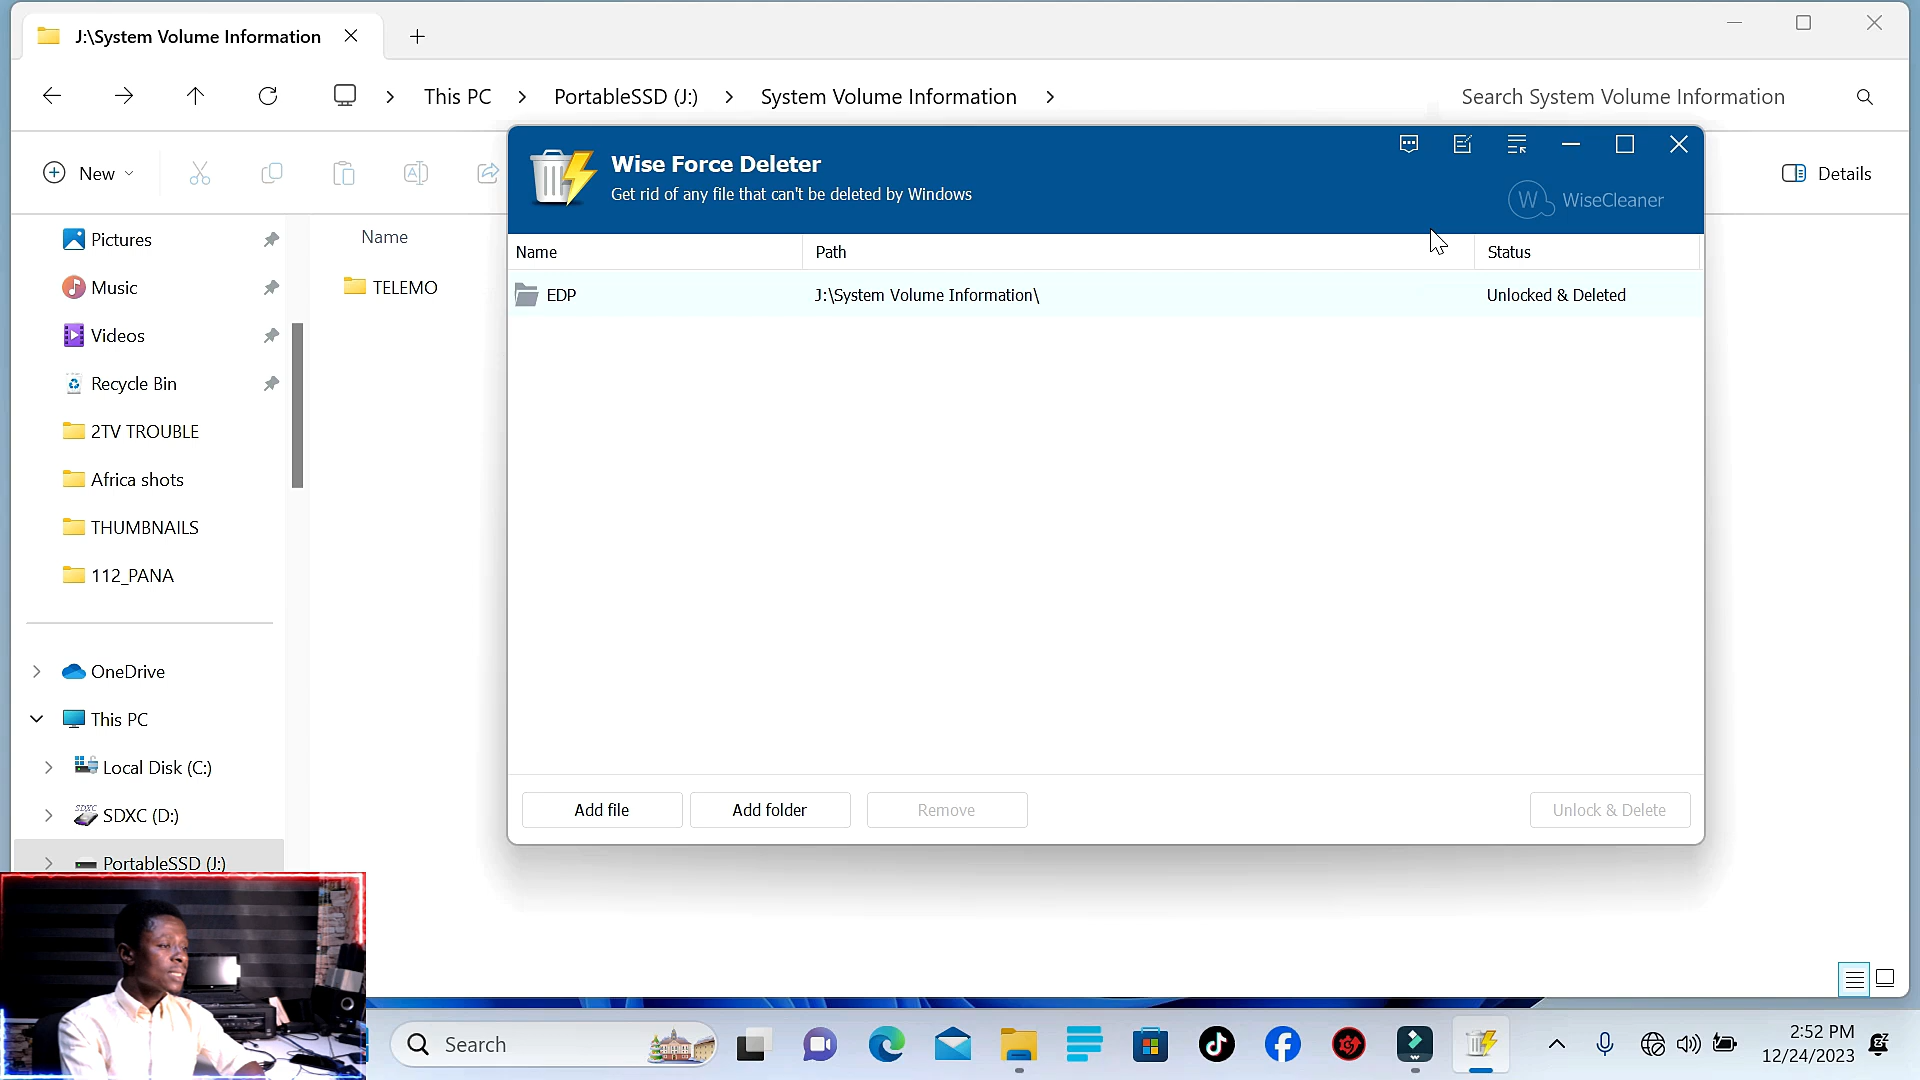 J:\System Volume Information
This PC
PortableSSD (J:)
System Volume Information
Search System Volume Information
New
Details
Pictures
Music
Videos
Recycle Bin
2TV TROUBLE
Africa shots
THUMBNAILS
112_PANA
OneDrive
This PC
Local Disk (C:)
SDXC (D:)
PortableSSD (J:)
Name
TELEMO
Wise Force Deleter
Get rid of any file that can't be deleted by Windows
WiseCleaner
Name Path Status
EDP J:\System Volume Information\ Unlocked & Deleted
Add file
Add folder
Remove
Unlock & Delete
Search
2:52 PM
12/24/2023